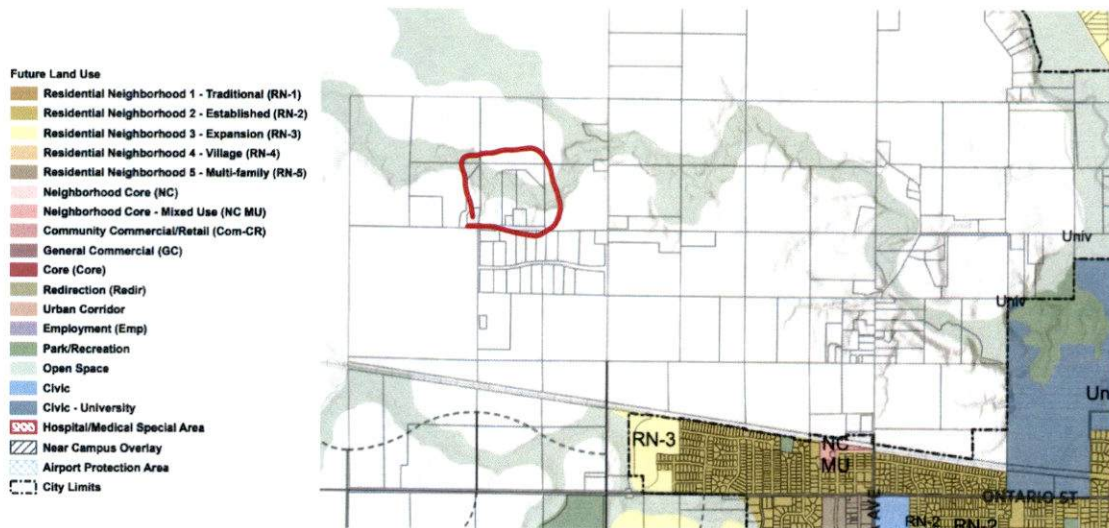 Future Land Use
Residential Neighborhood 1 - Traditional (RN-1)
Residential Neighborhood 2 - Established (RN-2)
Residential Neighborhood 3 - Expansion (RN-3)
Residential Neighborhood 4 - Village (RN-4)
Residential Neighborhood 5 - Multi-family (RN-5)
Neighborhood Core (NC)
Neighborhood Core - Mixed Use (NC MU)
Community Commercial/Retail (Com-CR)
General Commercial (GC)
Core (Core)
Redirection (Redir)
Urban Corridor
Employment (Emp)
Park/Recreation
Open Space
Civic
Civic - University
Hospital/Medical Special Area
Near Campus Overlay
Airport Protection Area
City Limits
Univ
Univ
Un
RN-3
NC
MU
ONTARIO ST
AVE
RN-2
RN-2